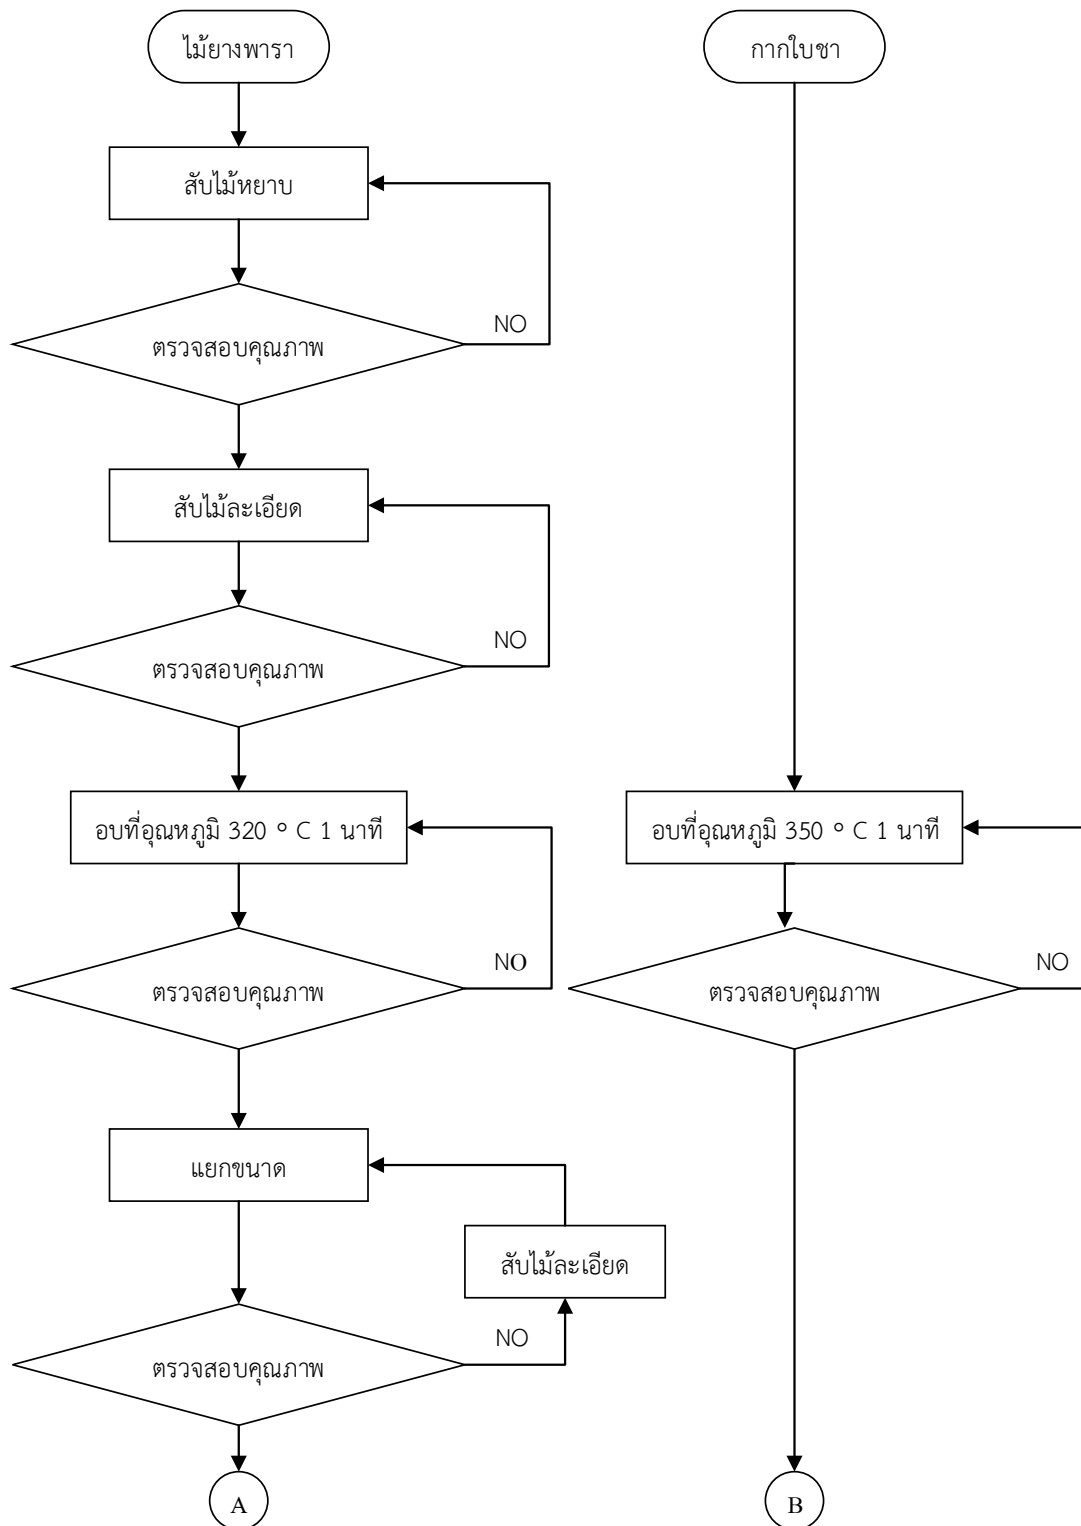 ไม้ยางพารา
กากใบชา
สับไม้หยาบ
NO
ตรวจสอบคุณภาพ
สับไม้ละเอียด
NO
ตรวจสอบคุณภาพ
อบที่อุณหภูมิ 320 ° C 1 นาที
อบที่อุณหภูมิ 350 ° C 1 นาที
NO
NO
ตรวจสอบคุณภาพ
ตรวจสอบคุณภาพ
แยกขนาด
สับไม้ละเอียด
NO
ตรวจสอบคุณภาพ
A
B